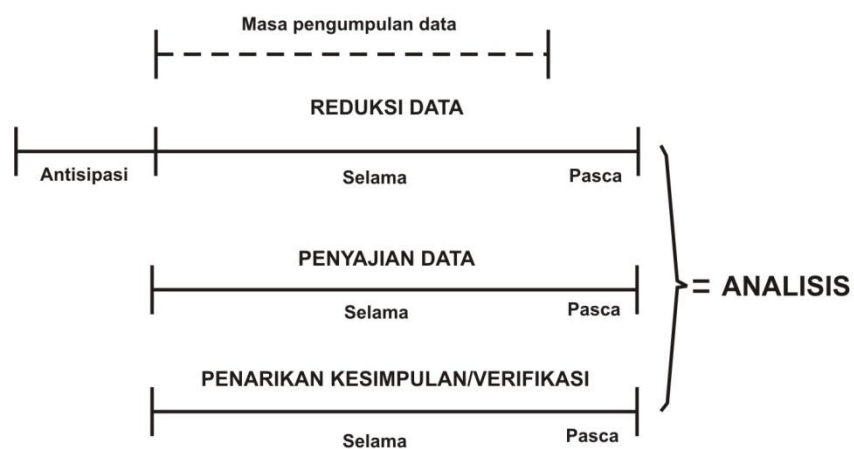 Masa pengumpulan data
REDUKSI DATA
Antisipasi Selama Pasca
PENYAJIAN DATA
= ANALISIS
Selama Pasca
PENARIKAN KESIMPULAN/VERIFIKASI
Selama Pasca